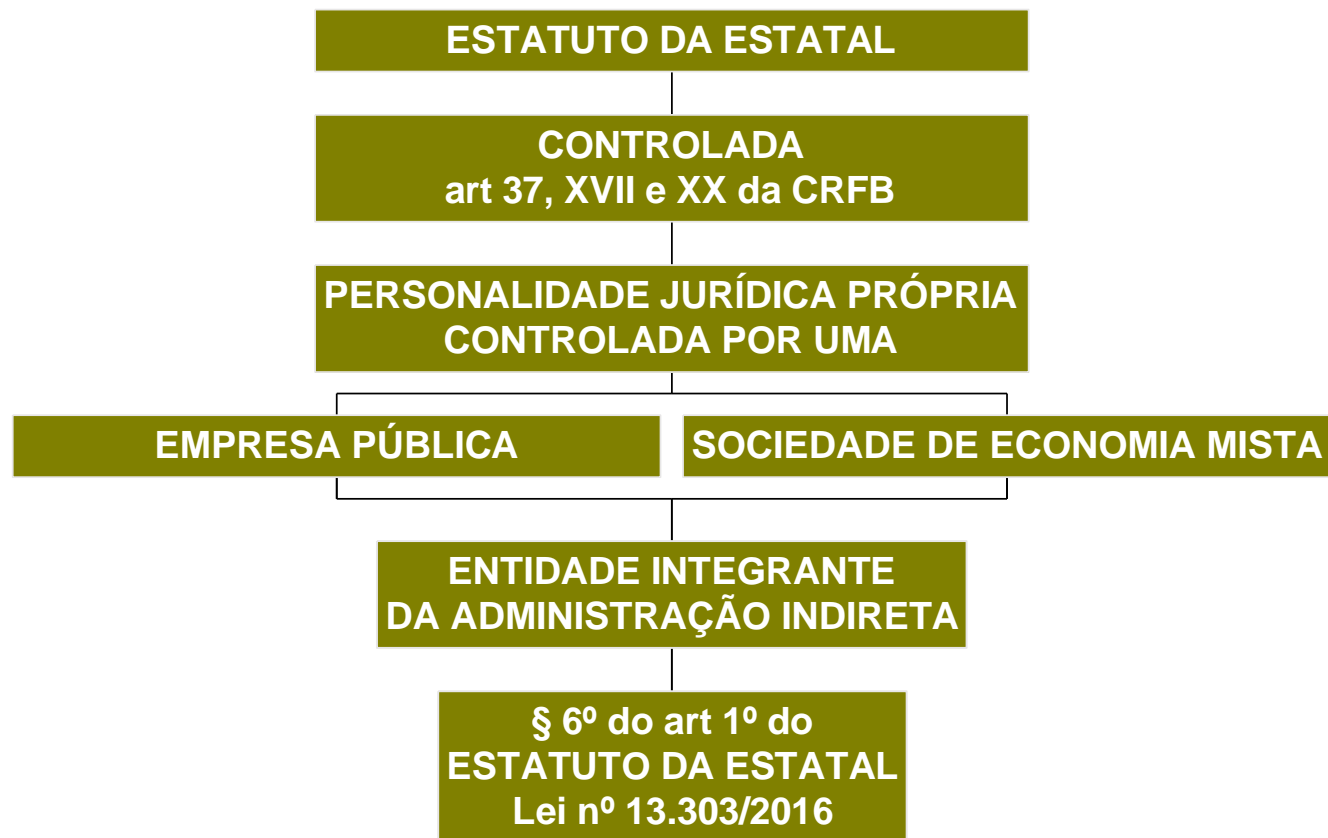 ESTATUTO DA ESTATAL
CONTROLADA
art 37, XVII e XX da CRFB
PERSONALIDADE JURÍDICA PRÓPRIA
CONTROLADA POR UMA
EMPRESA PÚBLICA
SOCIEDADE DE ECONOMIA MISTA
ENTIDADE INTEGRANTE
DA ADMINISTRAÇÃO INDIRETA
§ 6º do art 1º do
ESTATUTO DA ESTATAL
Lei nº 13.303/2016